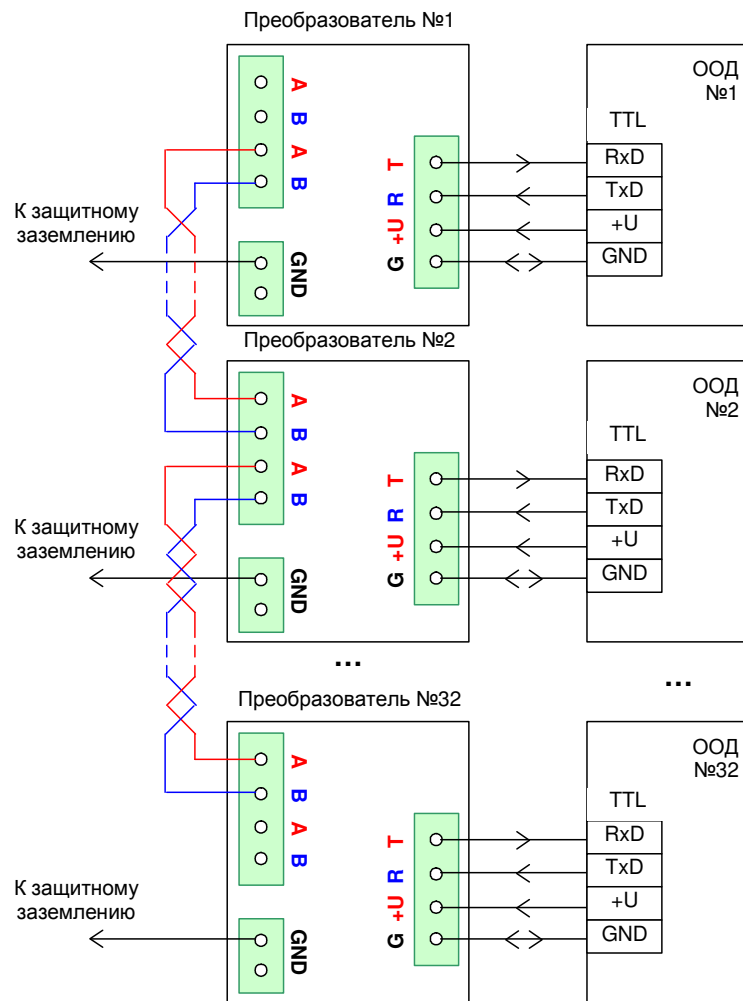 Преобразователь №1
A
B
A
B
GND
T
R
+U
G
ООД
№1
TTL
RxD
TxD
+U
GND
К защитному
заземлению
Преобразователь №2
A
B
A
B
GND
T
R
+U
G
ООД
№2
TTL
RxD
TxD
+U
GND
К защитному
заземлению
...
...
Преобразователь №32
A
B
A
B
GND
T
R
+U
G
ООД
№32
TTL
RxD
TxD
+U
GND
К защитному
заземлению